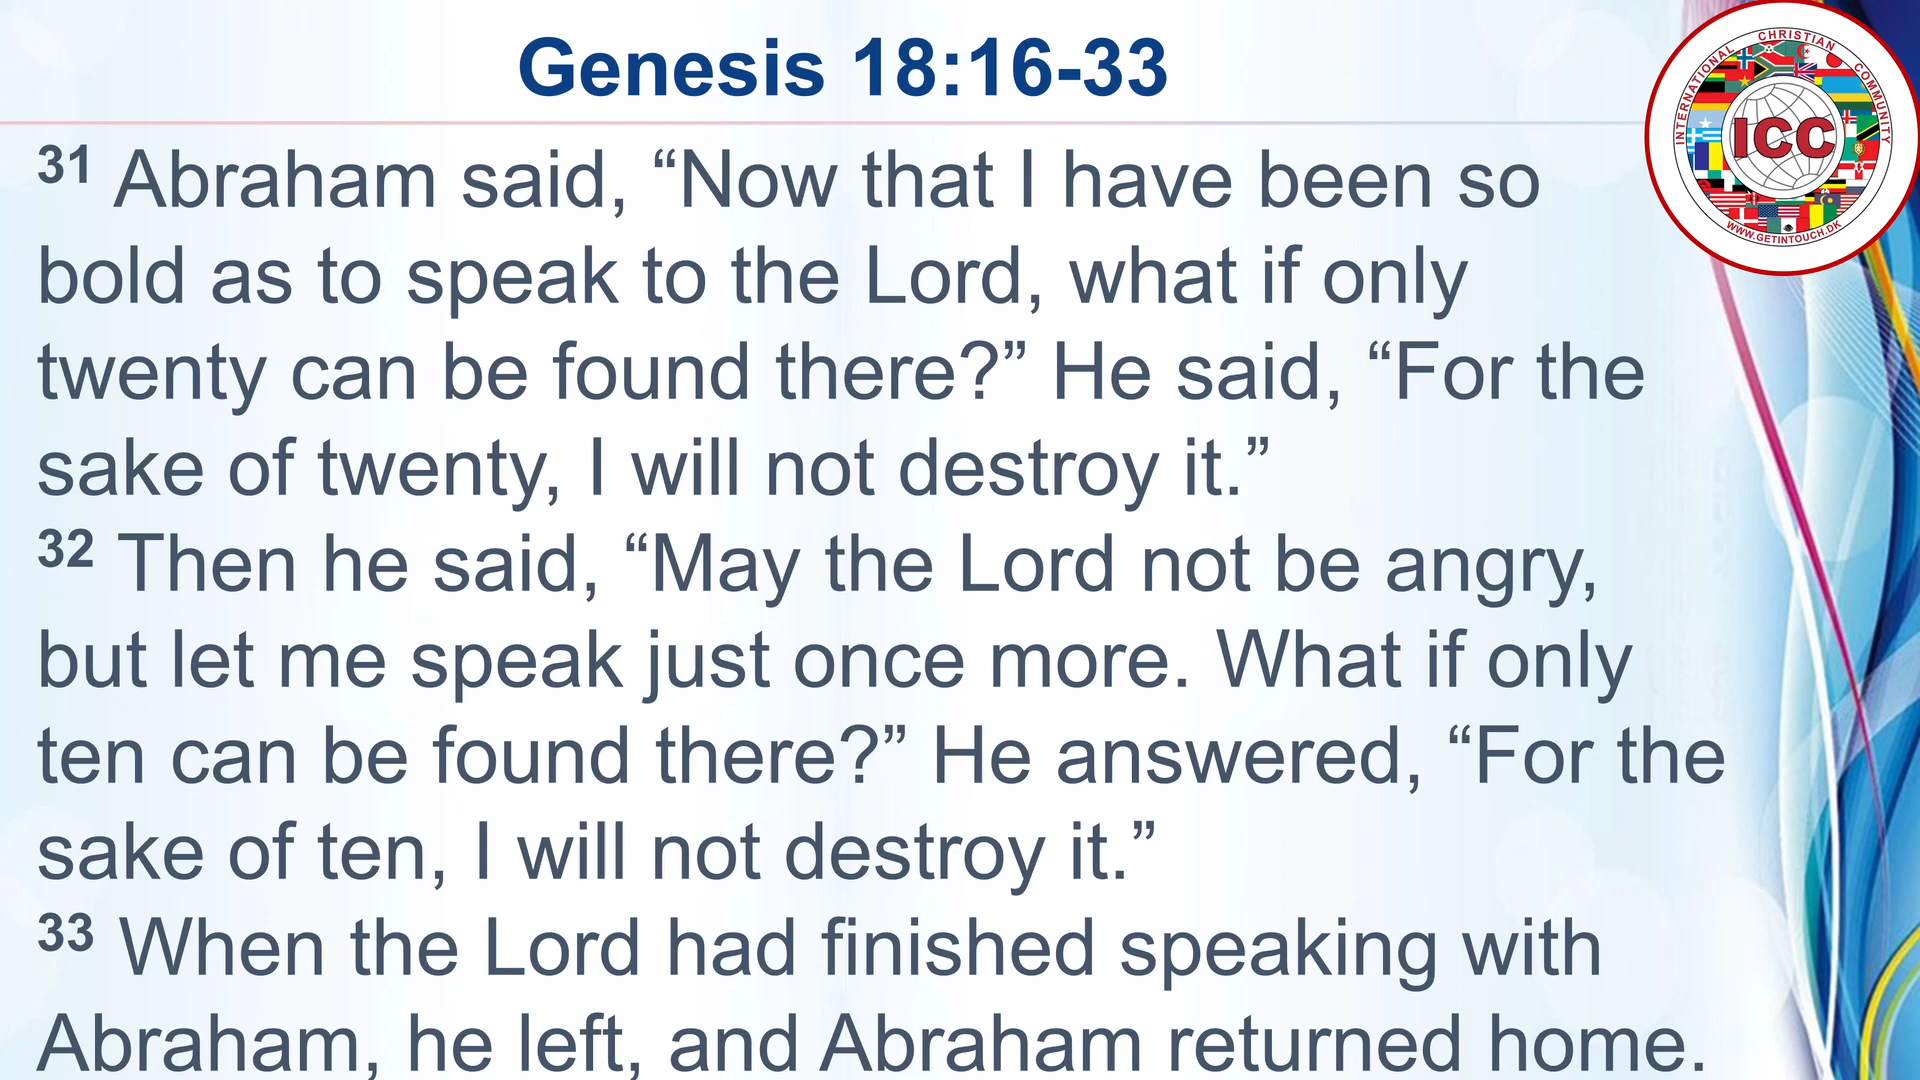 Genesis 18:16-33
INTERNATIONAL CHRISTIAN COMMUNITY
ICC
WWW.GETINTOUCH.DK
31 Abraham said, “Now that I have been so
bold as to speak to the Lord, what if only
twenty can be found there?” He said, “For the
sake of twenty, I will not destroy it.”
32 Then he said, “May the Lord not be angry,
but let me speak just once more. What if only
ten can be found there?” He answered, “For the
sake of ten, I will not destroy it.”
33 When the Lord had finished speaking with
Abraham, he left, and Abraham returned home.